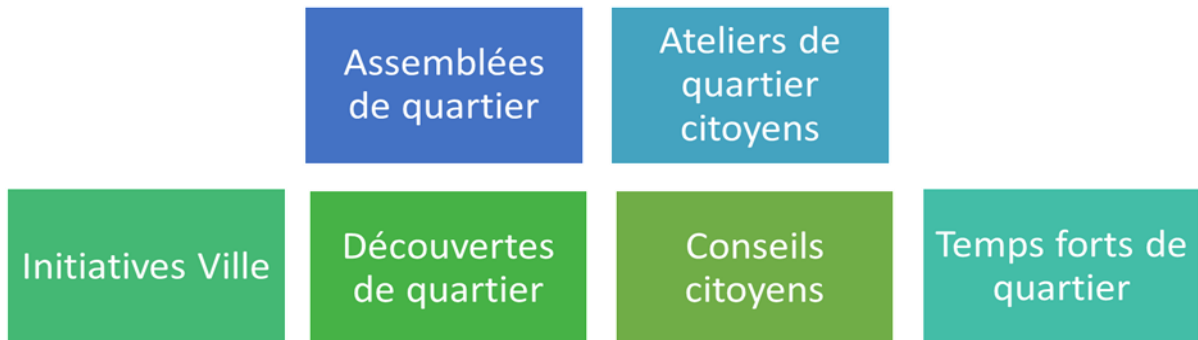 Assemblées
de quartier
Ateliers de
quartier
citoyens
Initiatives Ville
Découvertes
de quartier
Conseils
citoyens
Temps forts de
quartier